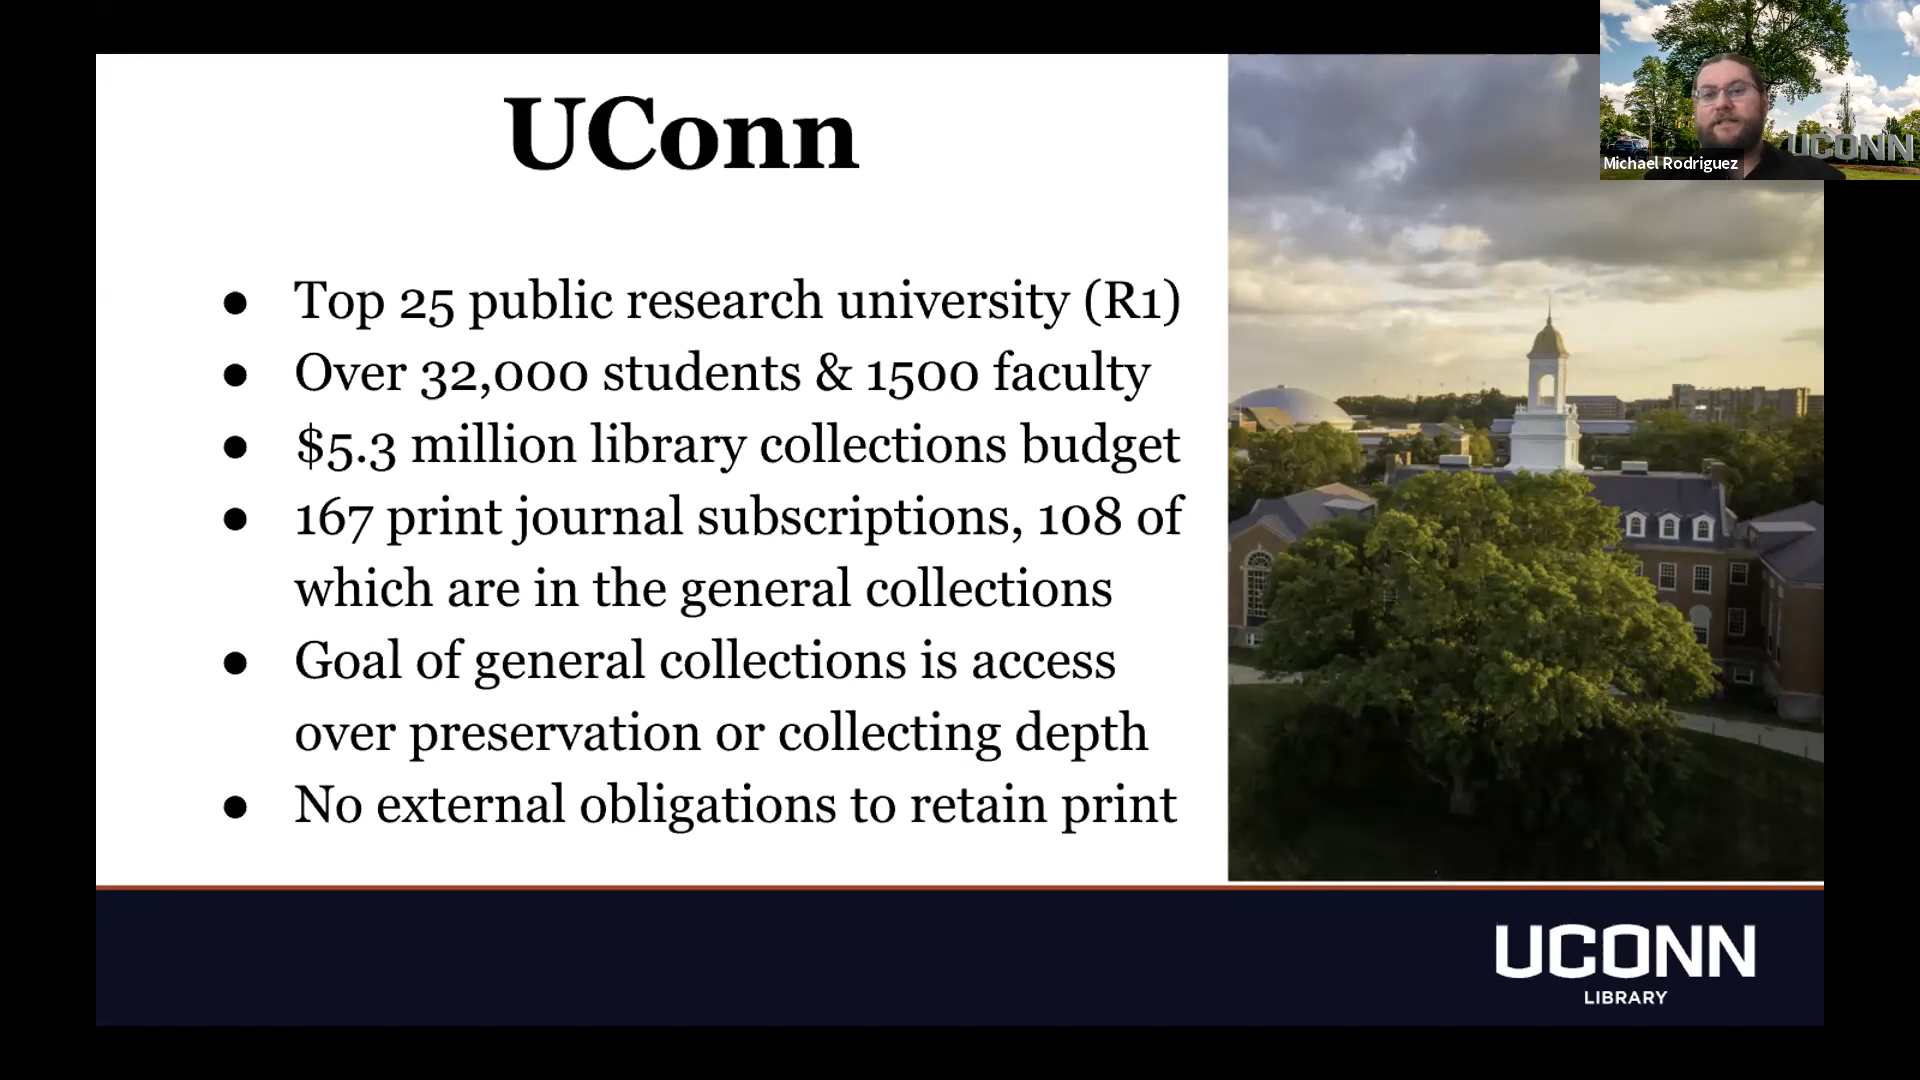 UConn
● Top 25 public research university (R1)
● Over 32,000 students & 1500 faculty
● $5.3 million library collections budget
● 167 print journal subscriptions, 108 of
which are in the general collections
● Goal of general collections is access
over preservation or collecting depth
● No external obligations to retain print
UCONN
Michael Rodriguez
UCONN
LIBRARY